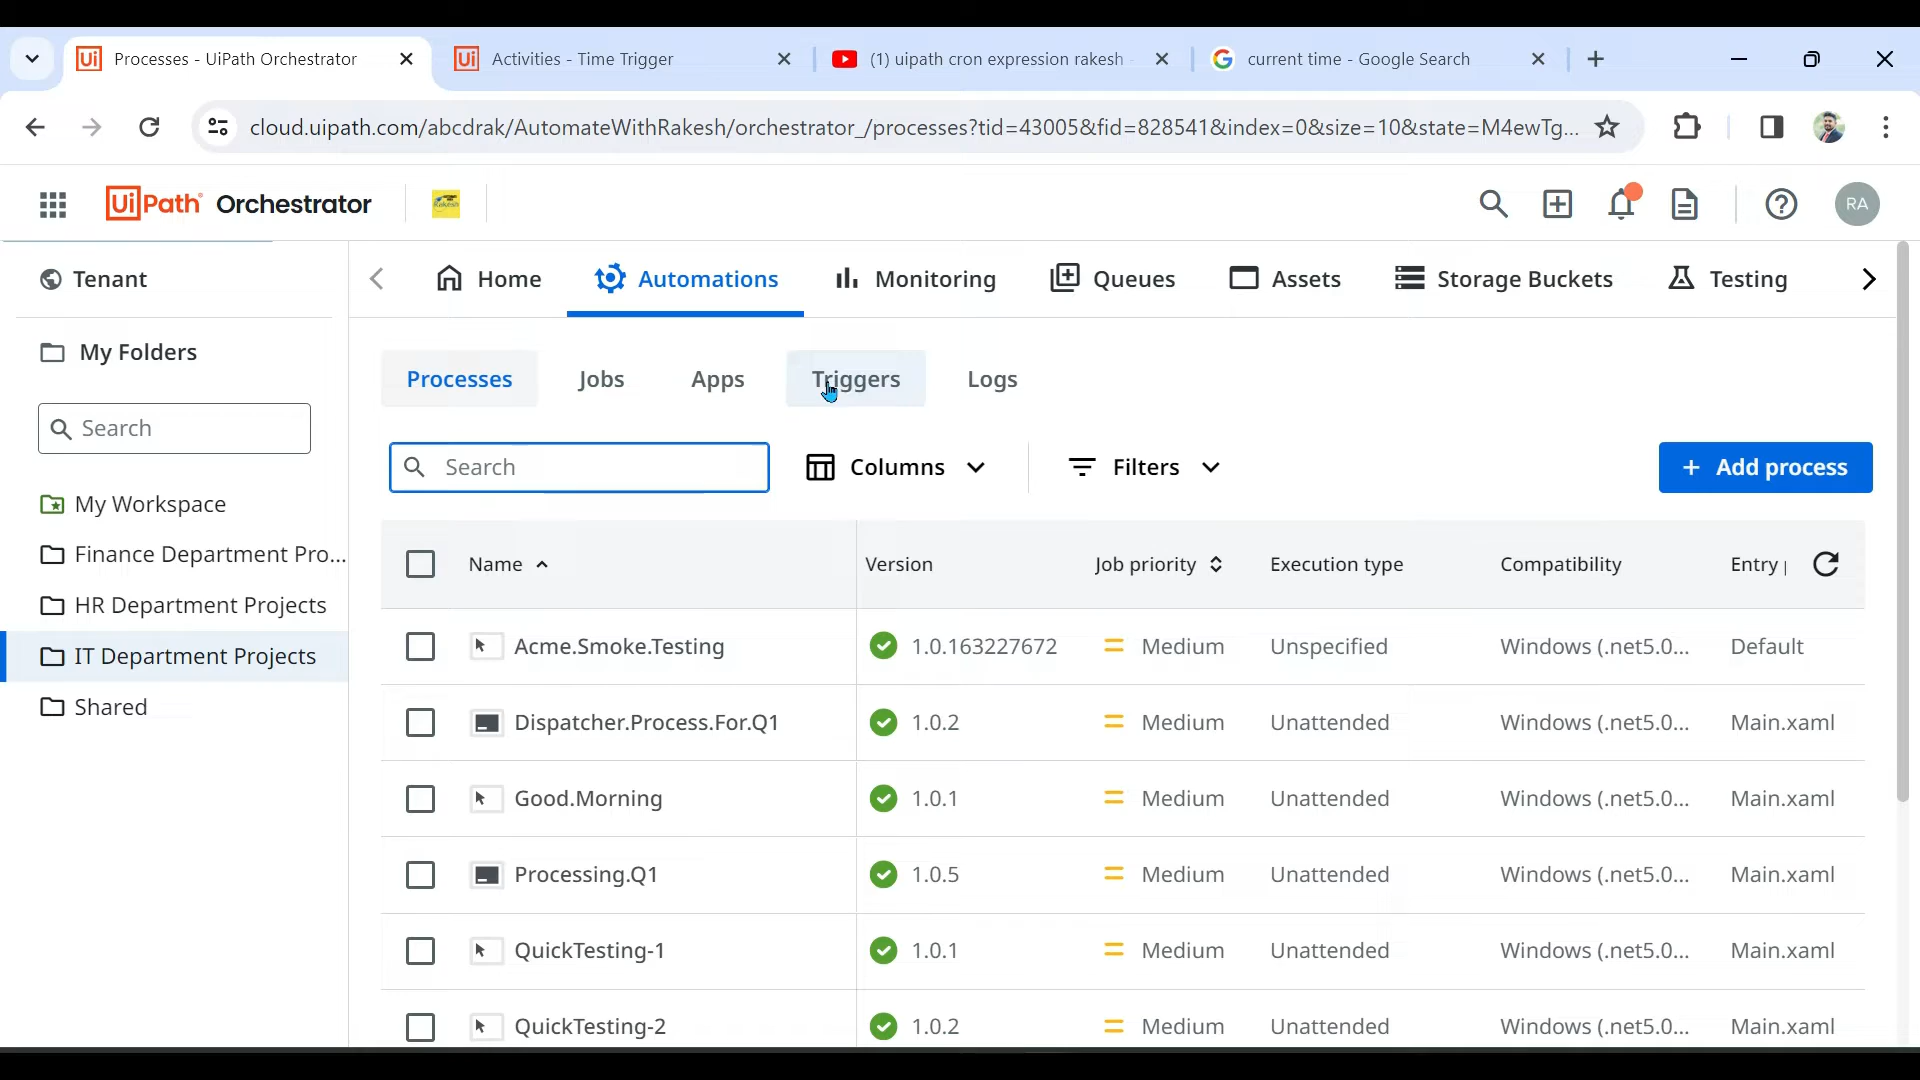 Processes - UiPath Orchestrator
Activities - Time Trigger
(1) uipath cron expression rakesh
current time - Google Search
cloud.uipath.com/abcdrak/AutomateWithRakesh/orchestrator_/processes?tid=43005&fid=828541&index=0&size=10&state=M4ewTg...
UiPath Orchestrator
RA
Tenant
Home
Automations
Monitoring
Queues
Assets
Storage Buckets
Testing
My Folders
Search
My Workspace
Finance Department Pro...
HR Department Projects
IT Department Projects
Shared
Processes
Jobs
Apps
Triggers
Logs
Search
Columns
Filters
+ Add process
Name Version Job priority Execution type Compatibility Entry
Acme.Smoke.Testing 1.0.163227672 Medium Unspecified Windows (.net5.0... Default
Dispatcher.Process.For.Q1 1.0.2 Medium Unattended Windows (.net5.0... Main.xaml
Good.Morning 1.0.1 Medium Unattended Windows (.net5.0... Main.xaml
Processing.Q1 1.0.5 Medium Unattended Windows (.net5.0... Main.xaml
QuickTesting-1 1.0.1 Medium Unattended Windows (.net5.0... Main.xaml
QuickTesting-2 1.0.2 Medium Unattended Windows (.net5.0... Main.xaml